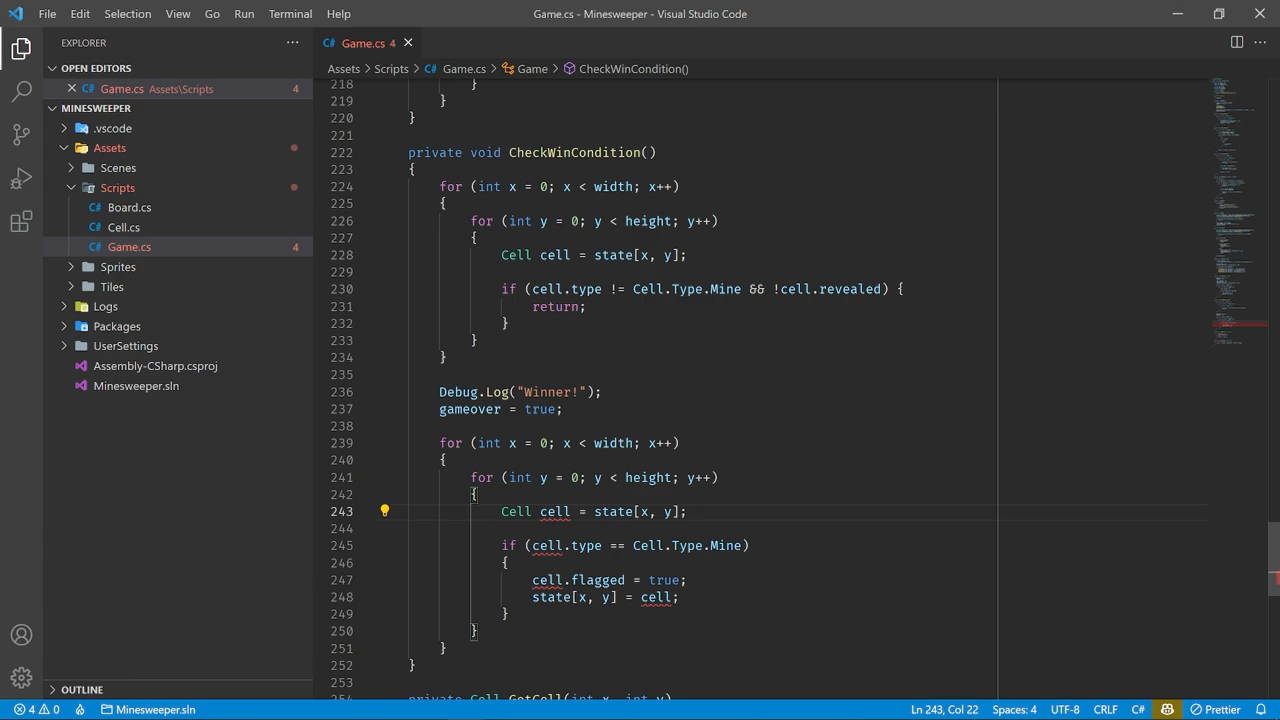 File Edit Selection View Go Run Terminal Help Game.cs - Minesweeper - Visual Studio Code
EXPLORER
OPEN EDITORS
Game.cs Assets\Scripts 4
MINESWEEPER
.vscode
Assets
Scenes
Scripts
Board.cs
Cell.cs
Game.cs 4
Sprites
Tiles
Logs
Packages
UserSettings
Assembly-CSharp.csproj
Minesweeper.sln
OUTLINE
C# Game.cs 4
Assets > Scripts > C# Game.cs > Game > CheckWinCondition()
218 }
219 }
220 }
221
222 private void CheckWinCondition()
223 {
224 for (int x = 0; x < width; x++)
225 {
226 for (int y = 0; y < height; y++)
227 {
228 Cell cell = state[x, y];
229
230 if (cell.type != Cell.Type.Mine && !cell.revealed) {
231 return;
232 }
233 }
234 }
235
236 Debug.Log("Winner!");
237 gameover = true;
238
239 for (int x = 0; x < width; x++)
240 {
241 for (int y = 0; y < height; y++)
242 {
243 Cell cell = state[x, y];
244
245 if (cell.type == Cell.Type.Mine)
246 {
247 cell.flagged = true;
248 state[x, y] = cell;
249 }
250 }
251 }
252 }
253
254 private Cell GetCell(int x, int y)
4 0 Minesweeper.sln Ln 243, Col 22 Spaces: 4 UTF-8 CRLF C# Prettier